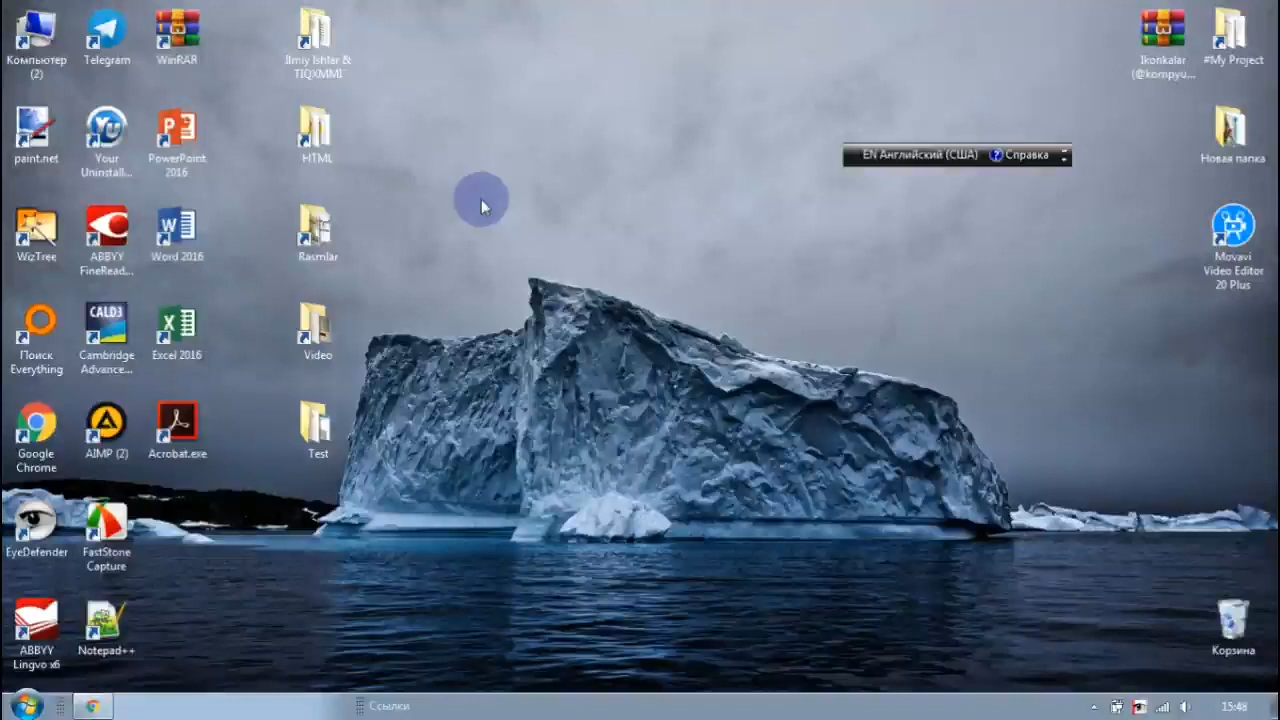 Компьютер
(2)
Telegram
WinRAR
Ilmiy Ishlar &
TIQXMMI
Ikonkalar
(@kompyu...
#My Project
paint.net
Your
Uninstall...
PowerPoint
2016
HTML
EN Английский (США)
Справка
Новая папка
WizTree
ABBYY
FineRead...
Word 2016
Rasmlar
Movavi
Video Editor
20 Plus
Поиск
Everything
CALD3
Cambridge
Advance...
Excel 2016
Video
Google
Chrome
AIMP (2)
Acrobat.exe
Test
EyeDefender
FastStone
Capture
ABBYY
Lingvo x6
Notepad++
Корзина
Ссылки
15:48